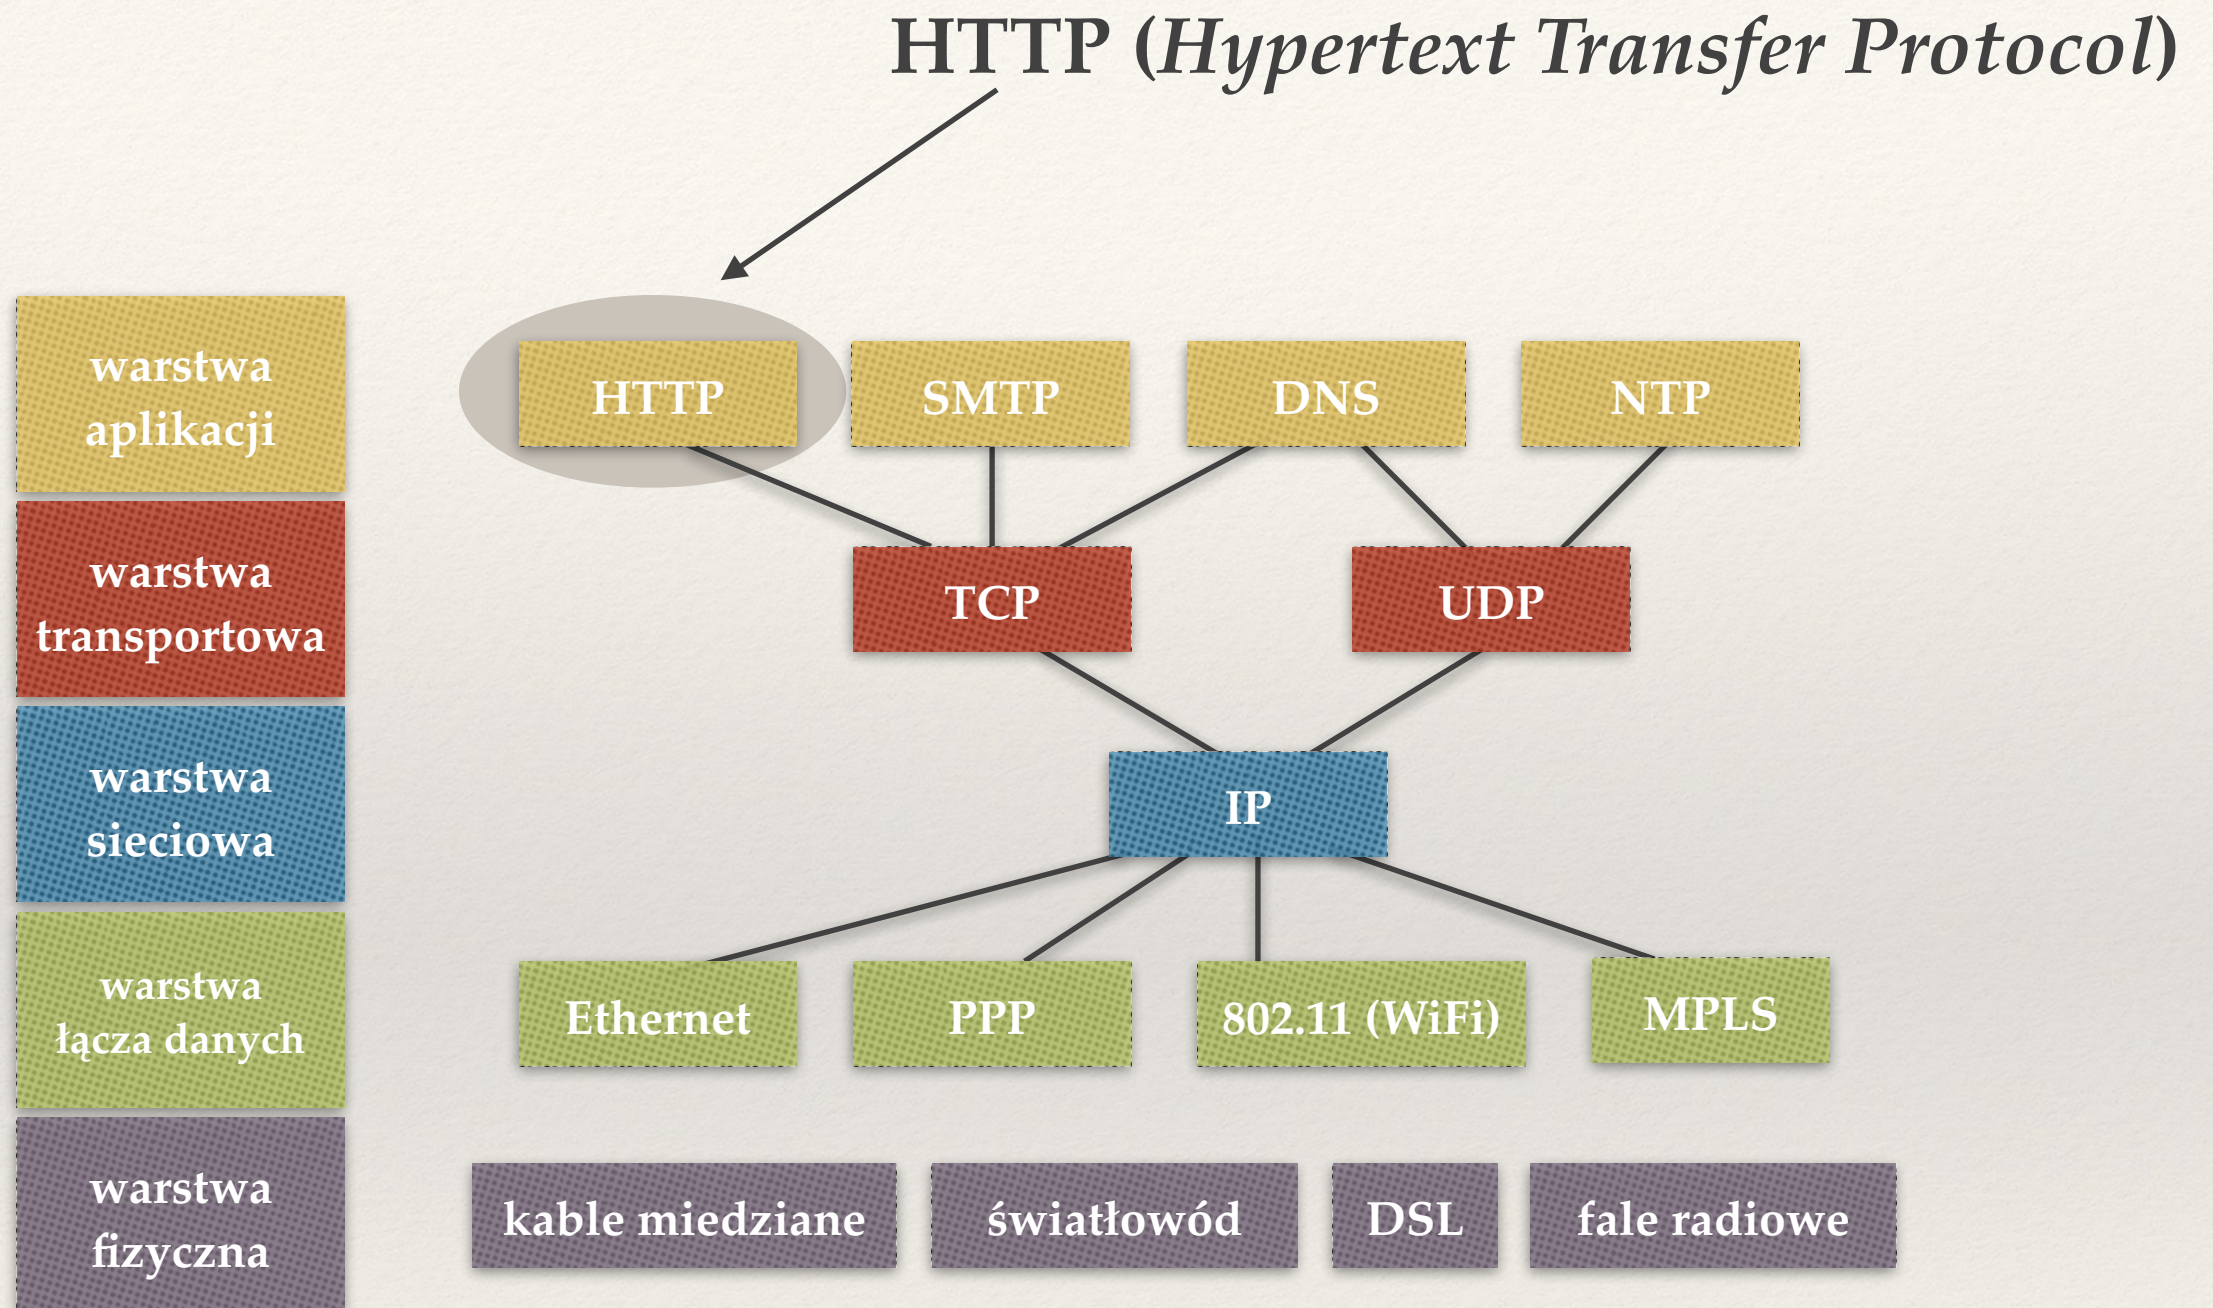 HTTP (Hypertext Transfer Protocol)
warstwa
aplikacji
HTTP
SMTP
DNS
NTP
warstwa
transportowa
TCP
UDP
warstwa
sieciowa
IP
warstwa
łącza danych
Ethernet
PPP
802.11 (WiFi)
MPLS
warstwa
fizyczna
kable miedziane
światłowód
DSL
fale radiowe